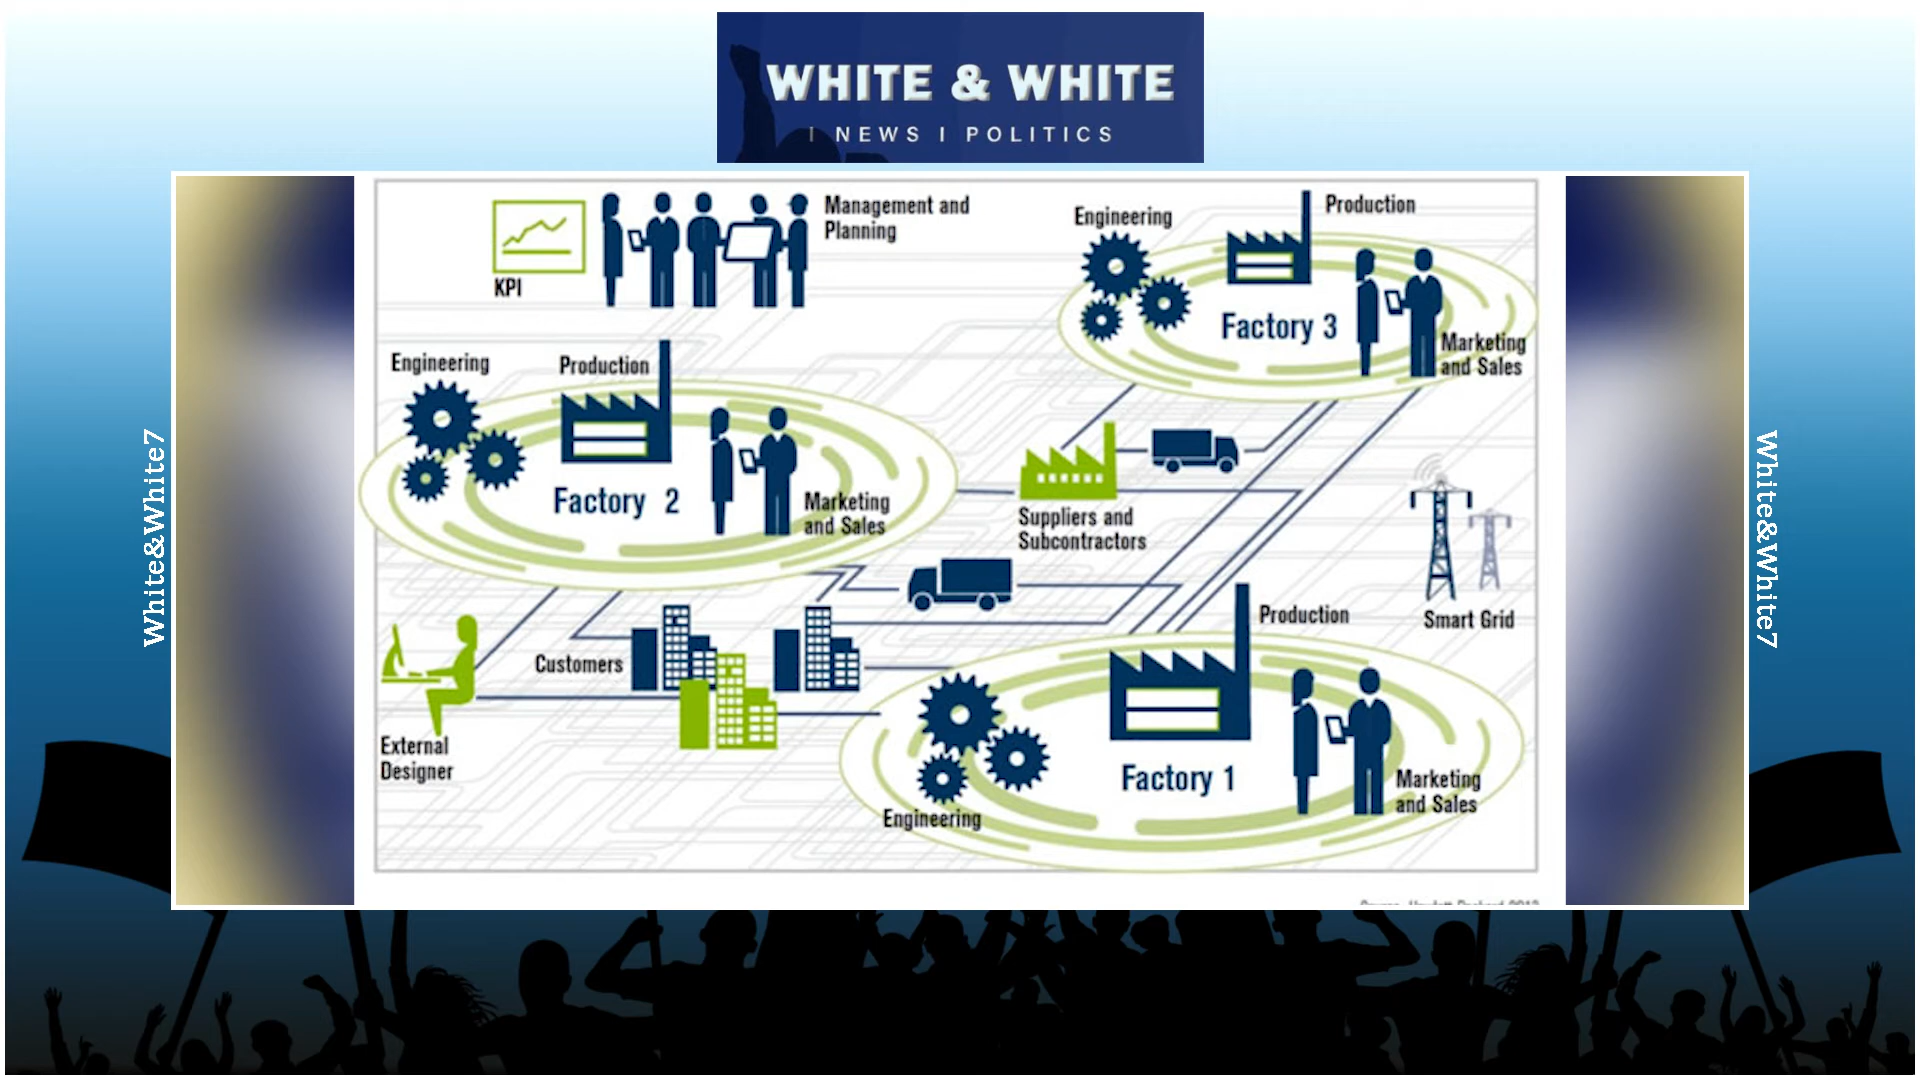 WHITE & WHITE
I NEWS I POLITICS
Management and
Planning
KPI
Engineering
Production
Factory 3
Marketing
and Sales
Engineering
Production
Factory 2
Marketing
and Sales
Suppliers and
Subcontractors
Smart Grid
Customers
External
Designer
Production
Factory 1
Engineering
Marketing
and Sales
White&White7
White&White7